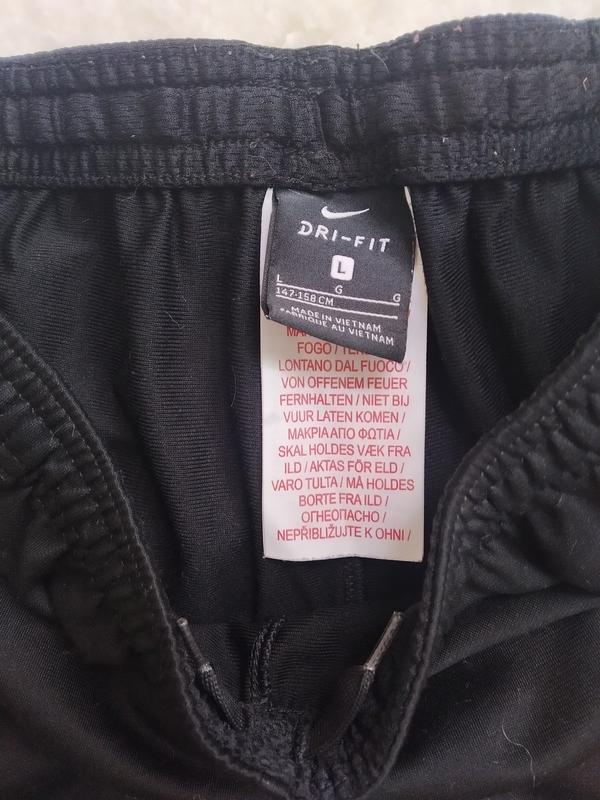 DRI-FIT
L
L G G
147-158 CM
MADE IN VIETNAM
FABRIQUE AU VIETNAM
FOGO /
LONTANO DAL FUOCO /
VON OFFENEM FEUER
FERNHALTEN / NIET BIJ
VUUR LATEN KOMEN /
ΜΑΚΡΙΑ ΑΠΟ ΦΩΤΙΑ /
SKAL HOLDES VÆK FRA
ILD / AKTAS FÖR ELD /
VARO TULTA / MÅ HOLDES
BORTE FRA ILD /
ОГНЕОПАСНО /
NEPŘIBLIŽUJTE K OHNI /